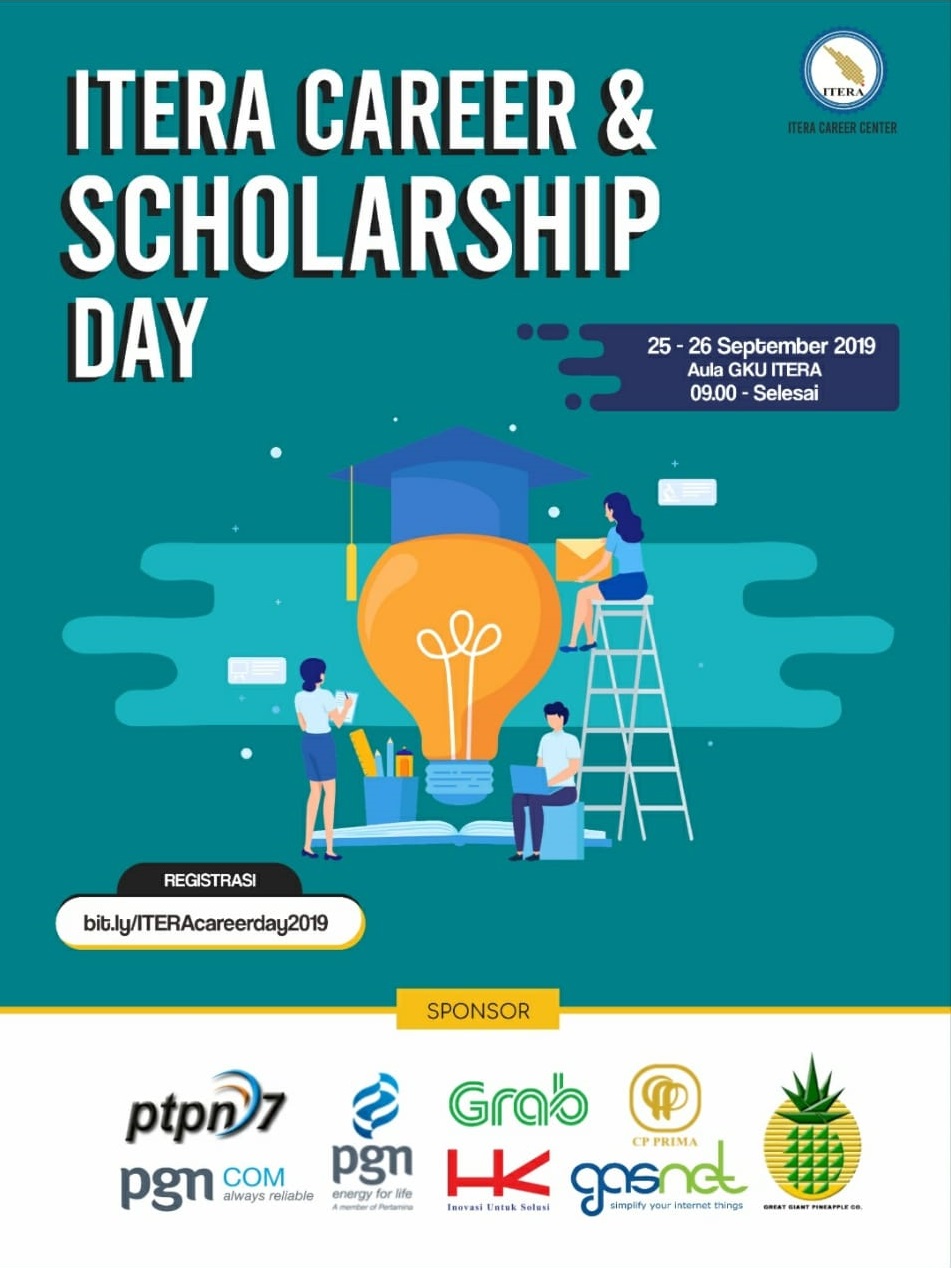 ITERA CAREER &
SCHOLARSHIP
DAY
ITERA
ITERA CAREER CENTER
25 - 26 September 2019
Aula GKU ITERA
09.00 - Selesai
REGISTRASI
bit.ly/ITERAcareerday2019
SPONSOR
ptpn7
pgn COM
always reliable
pgn
energy for life
A member of Pertamina
Grab
HK
Inovasi Untuk Solusi
CP PRIMA
gasnet
simplify your internet things
GREAT GIANT PINEAPPLE CO.